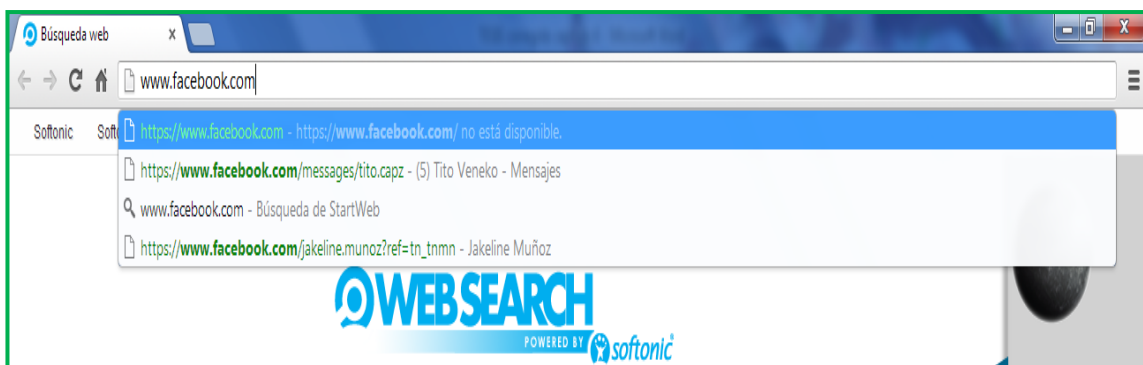 Búsqueda web
www.facebook.com
Softonic Soft
https://www.facebook.com - https://www.facebook.com/ no está disponible.
https://www.facebook.com/messages/tito.capz - (5) Tito Veneko - Mensajes
www.facebook.com - Búsqueda de StartWeb
https://www.facebook.com/jakeline.munoz?ref=tn_tnmn - Jakeline Muñoz
WEB SEARCH
POWERED BY softonic